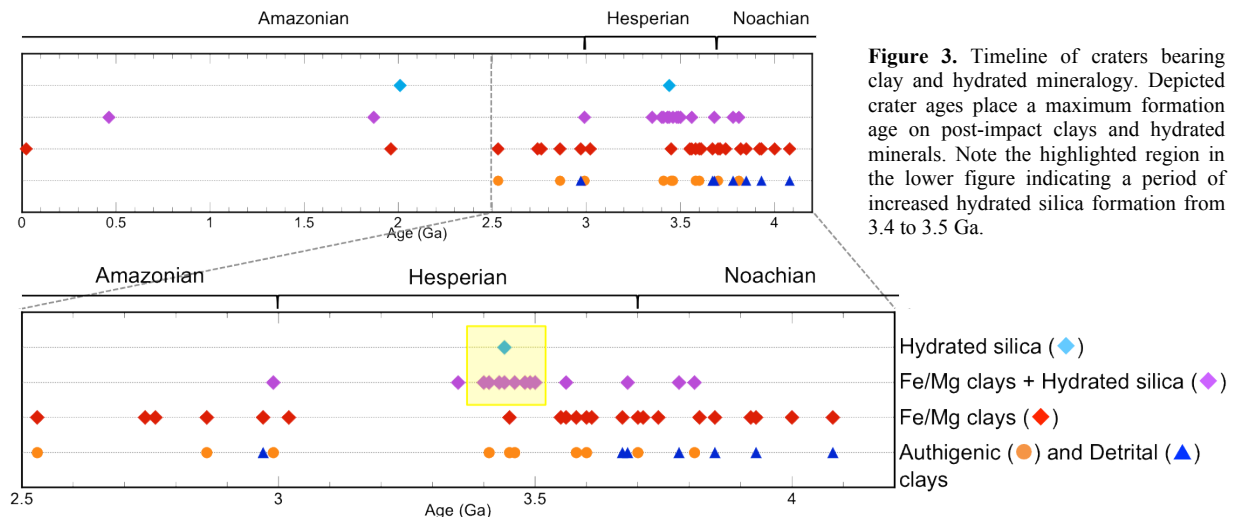 Amazonian Hesperian Noachian
0 0.5 1 1.5 2 2.5 3 3.5 4
Age (Ga)
Figure 3. Timeline of craters bearing
clay and hydrated mineralogy. Depicted
crater ages place a maximum formation
age on post-impact clays and hydrated
minerals. Note the highlighted region in
the lower figure indicating a period of
increased hydrated silica formation from
3.4 to 3.5 Ga.
Amazonian Hesperian Noachian
Hydrated silica ( )
Fe/Mg clays + Hydrated silica ( )
Fe/Mg clays ( )
Authigenic ( ) and Detrital ( )
clays
2.5 3 3.5 4
Age (Ga)